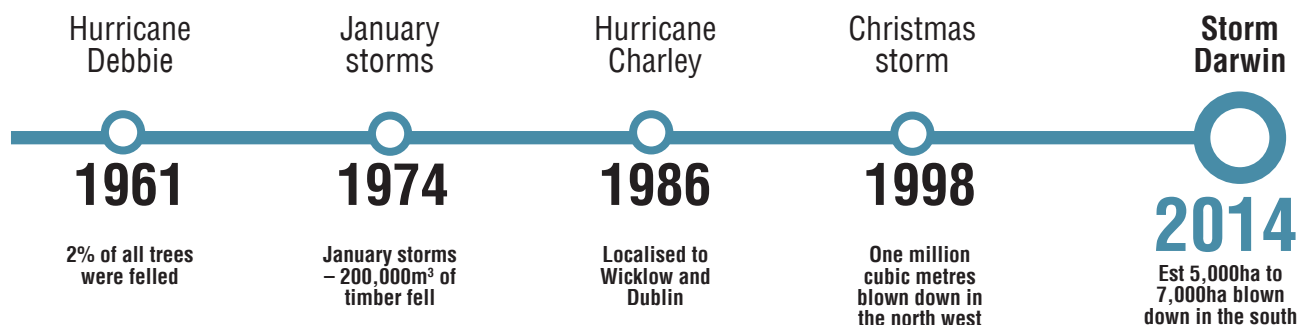 Hurricane
Debbie
January
storms
Hurricane
Charley
Christmas
storm
Storm
Darwin
1961
1974
1986
1998
2014
2% of all trees
were felled
January storms
– 200,000m³ of
timber fell
Localised to
Wicklow and
Dublin
One million
cubic metres
blown down in
the north west
Est 5,000ha to
7,000ha blown
down in the south